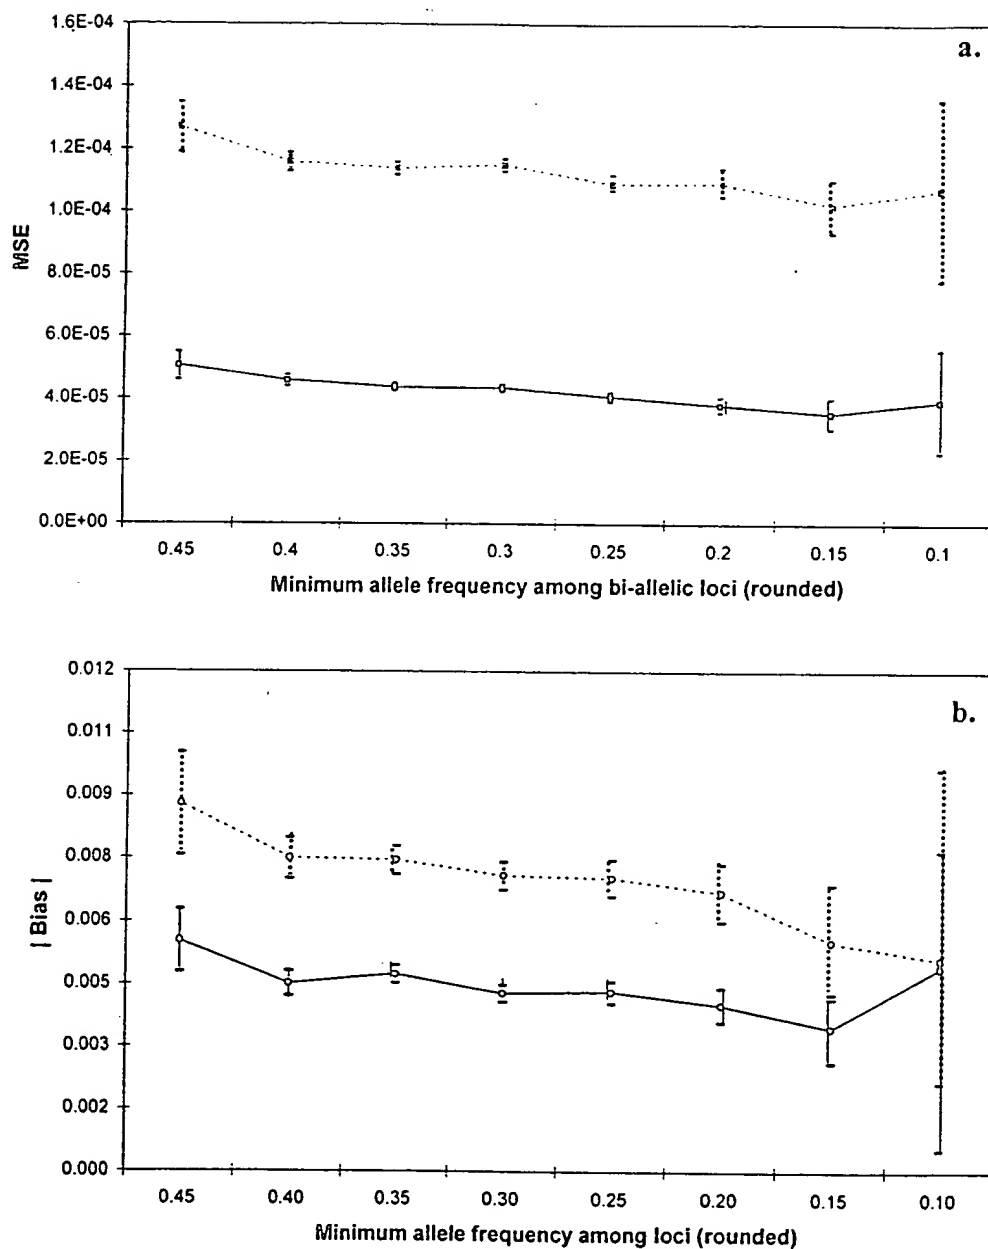 1.6E-04
a.
1.4E-04
1.2E-04
1.0E-04
MSE
8.0E-05
6.0E-05
4.0E-05
2.0E-05
0.0E+00
0.45 0.4 0.35 0.3 0.25 0.2 0.15 0.1
Minimum allele frequency among bi-allelic loci (rounded)
0.012
b.
0.011
0.009
0.008
| Bias |
0.006
0.005
0.003
0.002
0.000
0.45 0.40 0.35 0.30 0.25 0.20 0.15 0.10
Minimum allele frequency among loci (rounded)